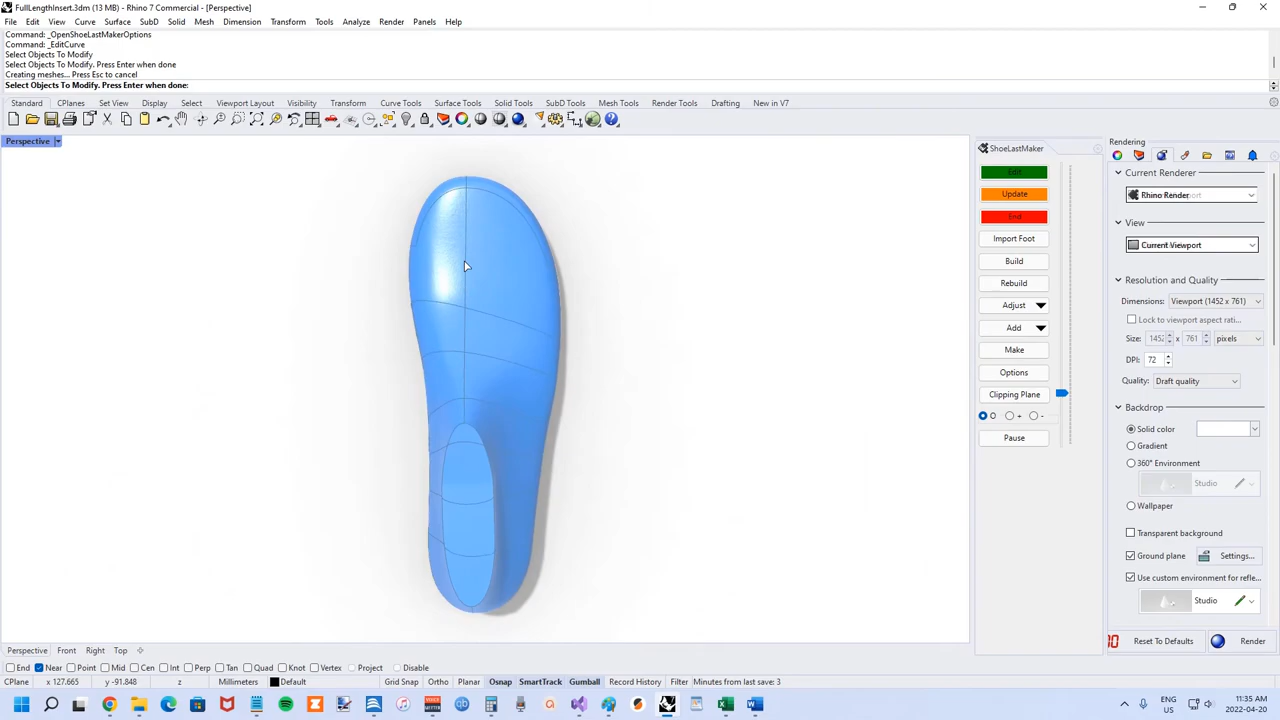 FullLengthInsert.3dm (13 MB) - Rhino 7 Commercial - [Perspective]
File Edit View Curve Surface SubD Solid Mesh Dimension Transform Tools Analyze Render Panels Help
Command: _OpenShoeLastMakerOptions
Command: _EditCurve
Select Objects To Modify
Select Objects To Modify. Press Enter when done
Creating meshes... Press Esc to cancel
Select Objects To Modify. Press Enter when done:
Standard CPlanes Set View Display Select Viewport Layout Visibility Transform Curve Tools Surface Tools Solid Tools SubD Tools Mesh Tools Render Tools Drafting New in V7
Perspective
ShoeLastMaker
Edit
Update
End
Import Foot
Build
Rebuild
Adjust
Add
Make
Options
Clipping Plane
O + -
Pause
Rendering
Current Renderer
Rhino Render
View
Current Viewport
Resolution and Quality
Dimensions: Viewport (1452 x 761)
Lock to viewport aspect rati...
Size: 1452 x 761 pixels
DPI: 72
Quality: Draft quality
Backdrop
Solid color
Gradient
360° Environment
Studio
Wallpaper
Transparent background
Ground plane Settings...
Use custom environment for refle...
Studio
Reset To Defaults Render
Perspective Front Right Top
End Near Point Mid Cen Int Perp Tan Quad Knot Vertex Project Disable
CPlane x 127.665 y -91.848 z Millimeters Default Grid Snap Ortho Planar Osnap SmartTrack Gumball Record History Filter Minutes from last save: 3
ENG
US
11:35 AM
2022-04-20